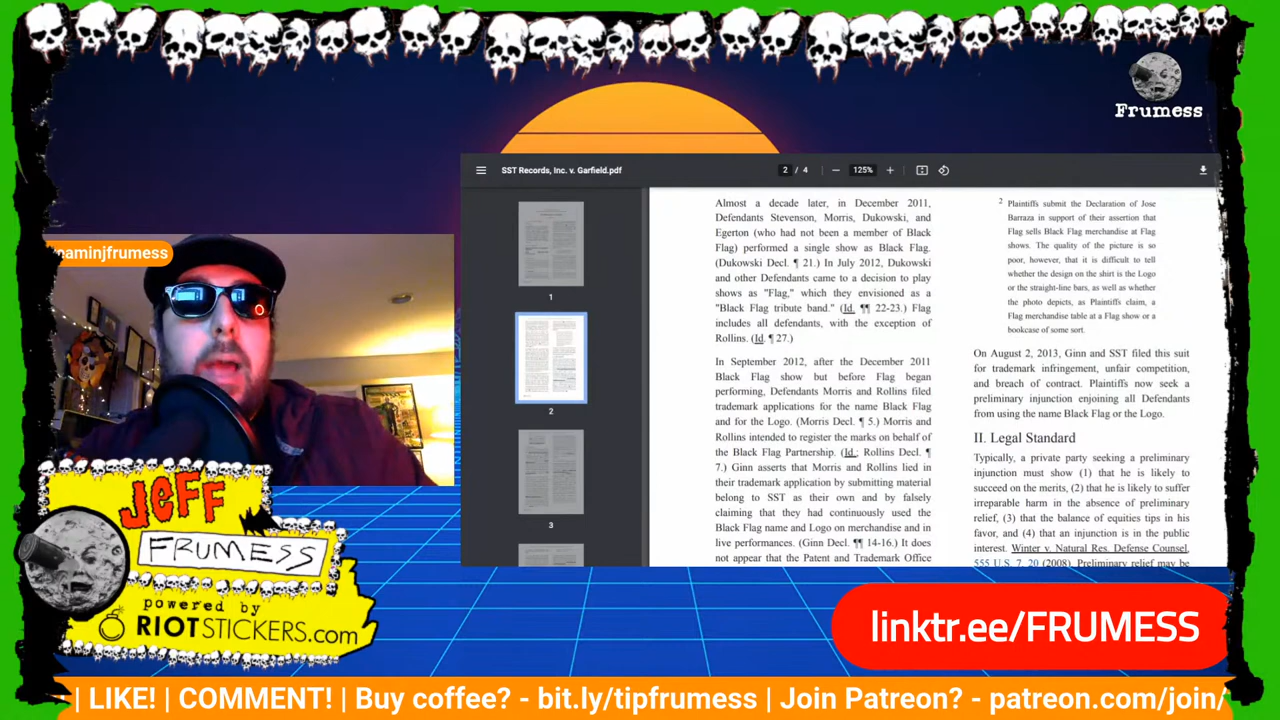 Frumess
SST Records, Inc. v. Garfield.pdf
2 / 4
125%
1
2
3
Almost a decade later, in December 2011,
Defendants Stevenson, Morris, Dukowski, and
Egerton (who had not been a member of Black
Flag) performed a single show as Black Flag.
(Dukowski Decl. ¶ 21.) In July 2012, Dukowski
and other Defendants came to a decision to play
shows as "Flag," which they envisioned as a
"Black Flag tribute band." (Id. ¶¶ 22-23.) Flag
includes all defendants, with the exception of
Rollins. (Id. ¶ 27.)
In September 2012, after the December 2011
Black Flag show but before Flag began
performing, Defendants Morris and Rollins filed
trademark applications for the name Black Flag
and for the Logo. (Morris Decl. ¶ 5.) Morris and
Rollins intended to register the marks on behalf of
the Black Flag Partnership. (Id.; Rollins Decl. ¶
7.) Ginn asserts that Morris and Rollins lied in
their trademark application by submitting material
belong to SST as their own and by falsely
claiming that they had continuously used the
Black Flag name and Logo on merchandise and in
live performances. (Ginn Decl. ¶¶ 14-16.) It does
not appear that the Patent and Trademark Office
2 Plaintiffs submit the Declaration of Jose
Barraza in support of their assertion that
Flag sells Black Flag merchandise at Flag
shows. The quality of the picture is so
poor, however, that it is difficult to tell
whether the design on the shirt is the Logo
or the straight-line bars, as well as whether
the photo depicts, as Plaintiffs claim, a
Flag merchandise table at a Flag show or a
bookcase of some sort.
On August 2, 2013, Ginn and SST filed this suit
for trademark infringement, unfair competition,
and breach of contract. Plaintiffs now seek a
preliminary injunction enjoining all Defendants
from using the name Black Flag or the Logo.
II. Legal Standard
Typically, a private party seeking a preliminary
injunction must show (1) that he is likely to
succeed on the merits, (2) that he is likely to suffer
irreparable harm in the absence of preliminary
relief, (3) that the balance of equities tips in his
favor, and (4) that an injunction is in the public
interest. Winter v. Natural Res. Defense Counsel,
555 U.S. 7, 20 (2008). Preliminary relief may be
aminjfrumess
JEFF
FRUMESS
powered by
RIOTSTICKERS.com
linktr.ee/FRUMESS
| LIKE! | COMMENT! | Buy coffee? - bit.ly/tipfrumess | Join Patreon? - patreon.com/join/